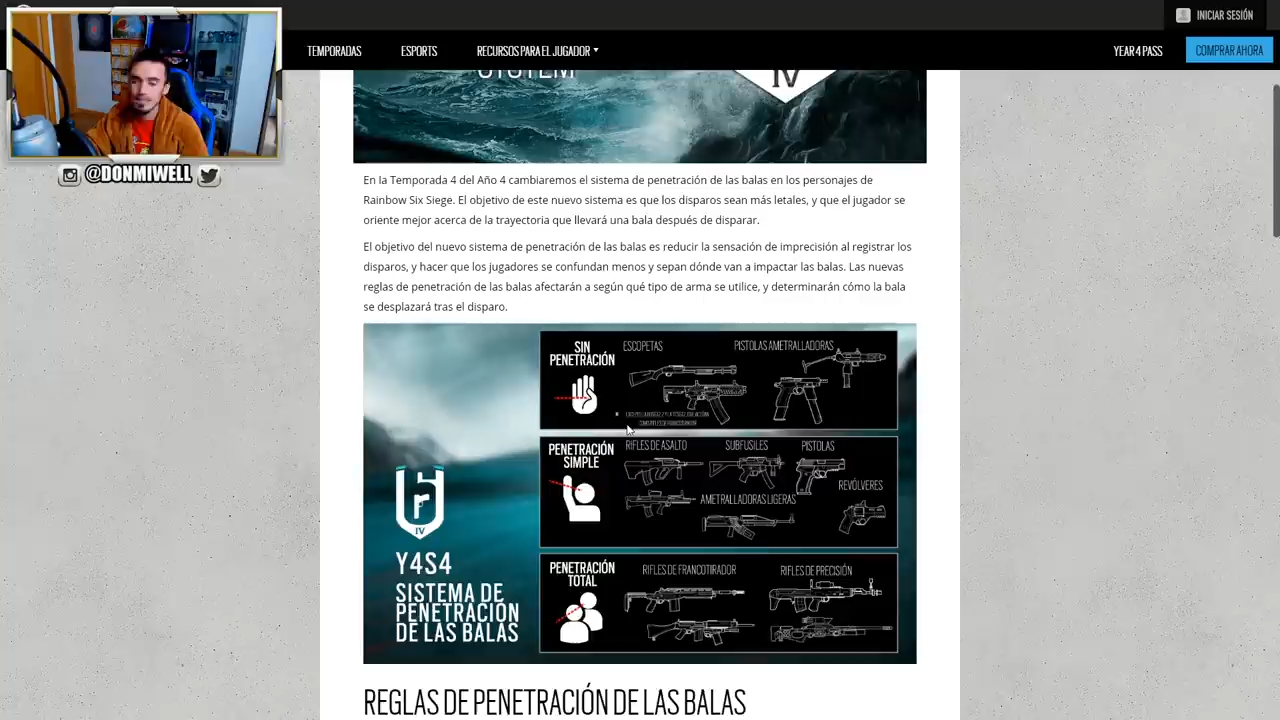 INICIAR SESIÓN
TEMPORADAS ESPORTS RECURSOS PARA EL JUGADOR YEAR 4 PASS COMPRAR AHORA
SYSTEM
IV
@DONMIWELL
En la Temporada 4 del Año 4 cambiaremos el sistema de penetración de las balas en los personajes de
Rainbow Six Siege. El objetivo de este nuevo sistema es que los disparos sean más letales, y que el jugador se
oriente mejor acerca de la trayectoria que llevará una bala después de disparar.
El objetivo del nuevo sistema de penetración de las balas es reducir la sensación de imprecisión al registrar los
disparos, y hacer que los jugadores se confundan menos y sepan dónde van a impactar las balas. Las nuevas
reglas de penetración de las balas afectarán a según qué tipo de arma se utilice, y determinarán cómo la bala
se desplazará tras el disparo.
SIN
PENETRACIÓN
ESCOPETAS
PISTOLAS AMETRALLADORAS
PENETRACIÓN
SIMPLE
RIFLES DE ASALTO
SUBFUSILES
PISTOLAS
REVÓLVERES
AMETRALLADORAS LIGERAS
PENETRACIÓN
TOTAL
RIFLES DE FRANCOTIRADOR
RIFLES DE PRECISIÓN
IV
Y4S4
SISTEMA DE
PENETRACIÓN
DE LAS BALAS
REGLAS DE PENETRACIÓN DE LAS BALAS